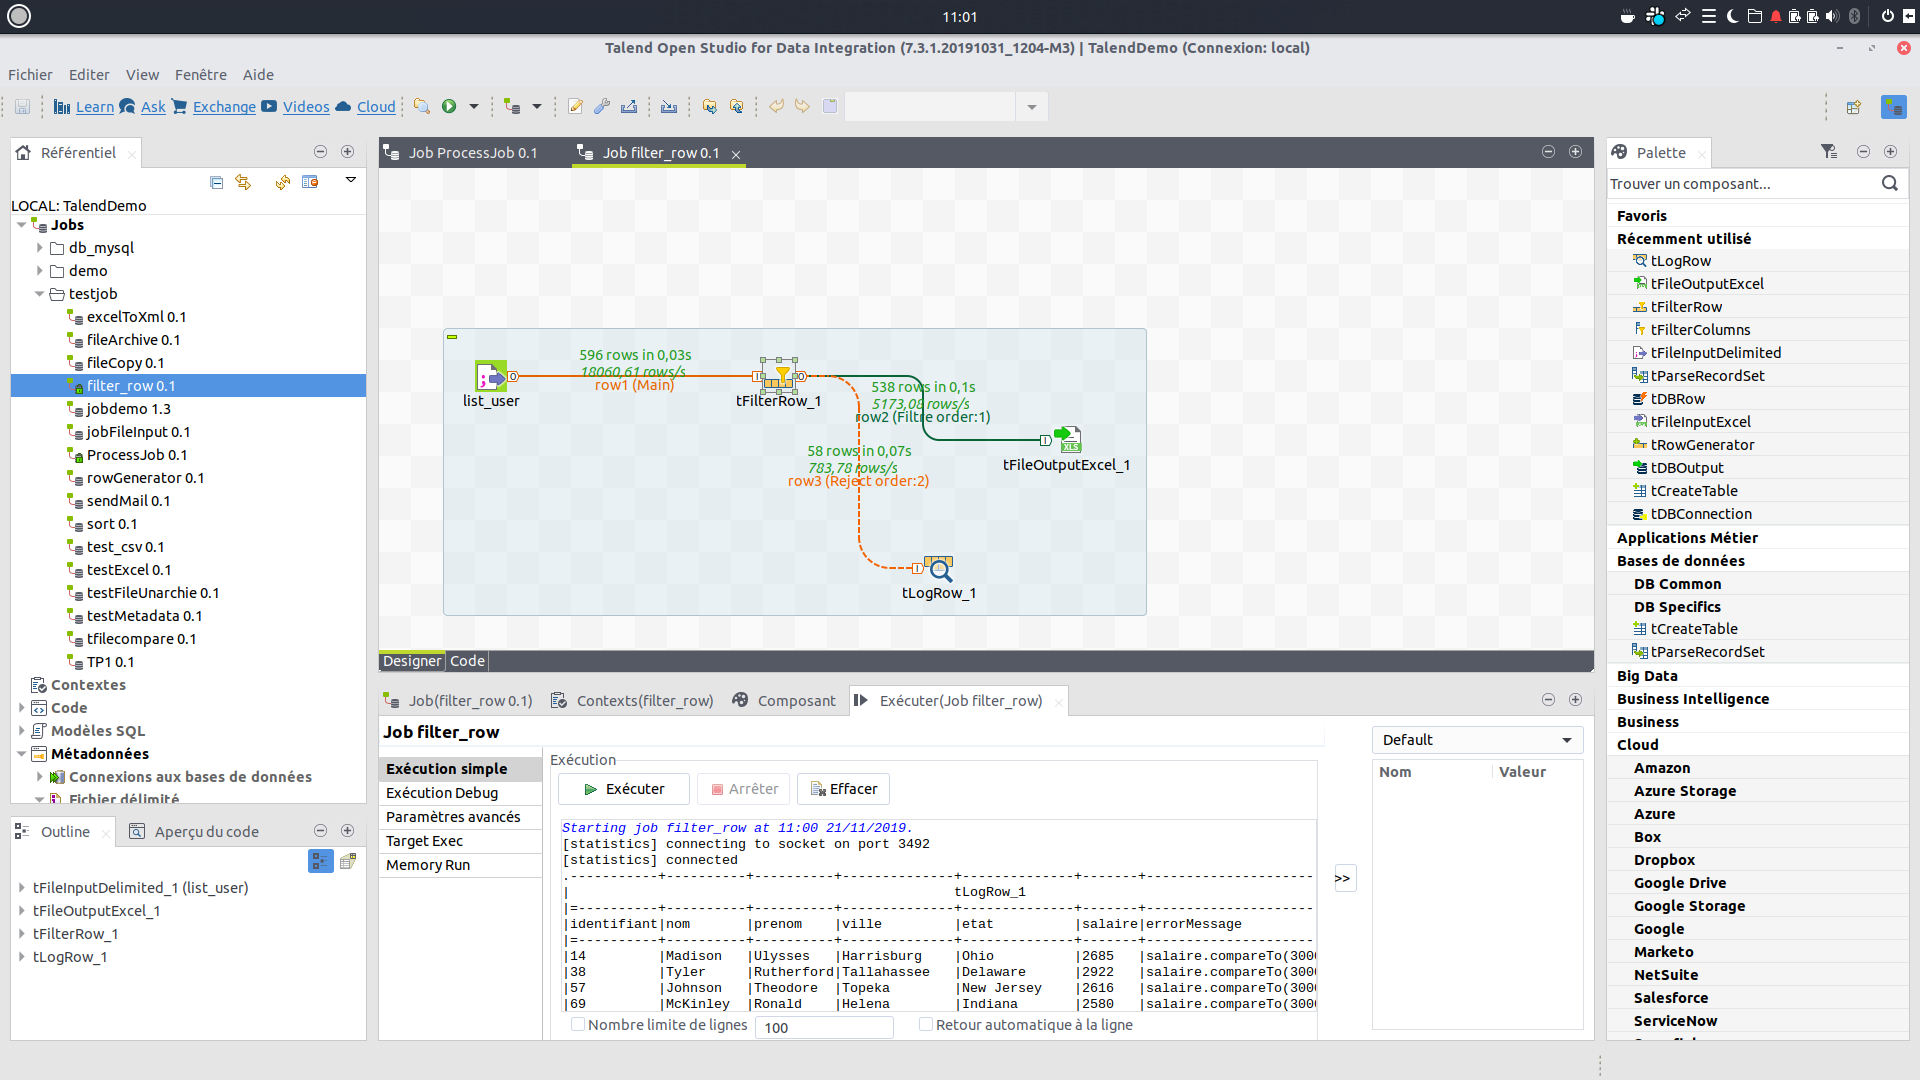 11:01
Talend Open Studio for Data Integration (7.3.1.20191031_1204-M3) | TalendDemo (Connexion: local)
Fichier Editer View Fenêtre Aide
Learn Ask Exchange Videos Cloud
Référentiel
LOCAL: TalendDemo
Jobs
db_mysql
demo
testjob
excelToXml 0.1
fileArchive 0.1
fileCopy 0.1
filter_row 0.1
jobdemo 1.3
jobFileInput 0.1
ProcessJob 0.1
rowGenerator 0.1
sendMail 0.1
sort 0.1
test_csv 0.1
testExcel 0.1
testFileUnarchie 0.1
testMetadata 0.1
tfilecompare 0.1
TP1 0.1
Contextes
Code
Modèles SQL
Métadonnées
Connexions aux bases de données
Fichier délimité
Outline Aperçu du code
tFileInputDelimited_1 (list_user)
tFileOutputExcel_1
tFilterRow_1
tLogRow_1
Job ProcessJob 0.1 Job filter_row 0.1
596 rows in 0,03s
18060,61 rows/s
row1 (Main)
list_user
tFilterRow_1
538 rows in 0,1s
5173,08 rows/s
row2 (Filtre order:1)
tFileOutputExcel_1
58 rows in 0,07s
783,78 rows/s
row3 (Reject order:2)
tLogRow_1
Designer Code
Job(filter_row 0.1) Contexts(filter_row) Composant Exécuter(Job filter_row)
Job filter_row
Exécution simple
Exécution Debug
Paramètres avancés
Target Exec
Memory Run
Exécution
Exécuter Arrêter Effacer
Starting job filter_row at 11:00 21/11/2019.
[statistics] connecting to socket on port 3492
[statistics] connected
.----------+----------+----------+-------------+-------------+-------+--------------------
| tLogRow_1
|=---------+----------+----------+-------------+-------------+-------+--------------------
|identifiant|nom |prenom |ville |etat |salaire|errorMessage
|=---------+----------+----------+-------------+-------------+-------+--------------------
|14 |Madison |Ulysses |Harrisburg |Ohio |2685 |salaire.compareTo(300
|38 |Tyler |Rutherford|Tallahassee |Delaware |2922 |salaire.compareTo(300
|57 |Johnson |Theodore |Topeka |New Jersey |2616 |salaire.compareTo(300
|69 |McKinley |Ronald |Helena |Indiana |2580 |salaire.compareTo(300
Nombre limite de lignes 100 Retour automatique à la ligne
>>
Default
Nom Valeur
Palette
Trouver un composant...
Favoris
Récemment utilisé
tLogRow
tFileOutputExcel
tFilterRow
tFilterColumns
tFileInputDelimited
tParseRecordSet
tDBRow
tFileInputExcel
tRowGenerator
tDBOutput
tCreateTable
tDBConnection
Applications Métier
Bases de données
DB Common
DB Specifics
tCreateTable
tParseRecordSet
Big Data
Business Intelligence
Business
Cloud
Amazon
Azure Storage
Azure
Box
Dropbox
Google Drive
Google Storage
Google
Marketo
NetSuite
Salesforce
ServiceNow